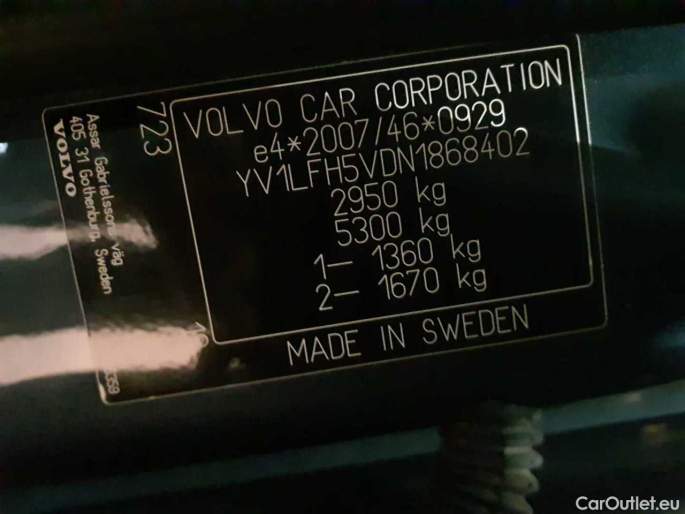 VOLVO CAR CORPORATION
e4*2007/46*0929
YV1LFH5VDN1868402
2950 kg
5300 kg
1— 1360 kg
2— 1670 kg
MADE IN SWEDEN
723
Assar Gabrielssons väg
405 31 Gothenburg, Sweden
VOLVO
CarOutlet.eu